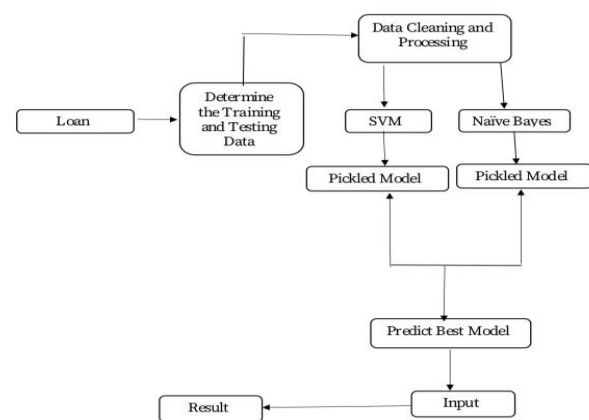 Data Cleaning and
Processing
Determine
the Training
and Testing
Data
Loan
SVM
Naïve Bayes
Pickled Model
Pickled Model
Predict Best Model
Input
Result